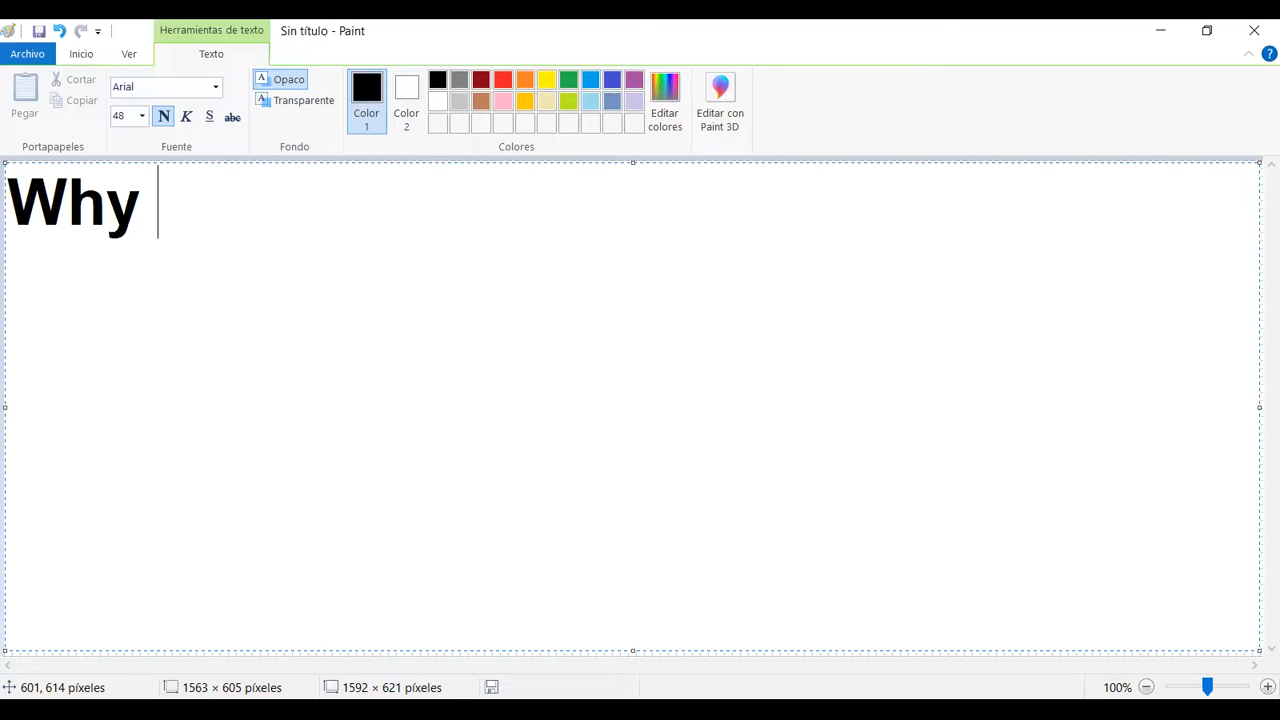 Herramientas de texto
Sin título - Paint
Archivo
Inicio
Ver
Texto
Pegar
Cortar
Copiar
Portapapeles
Arial
48
N K S abc
Fuente
Opaco
Transparente
Fondo
Color 1
Color 2
Editar colores
Colores
Editar con Paint 3D
Why
601, 614 píxeles
1563 × 605 píxeles
1592 × 621 píxeles
100%